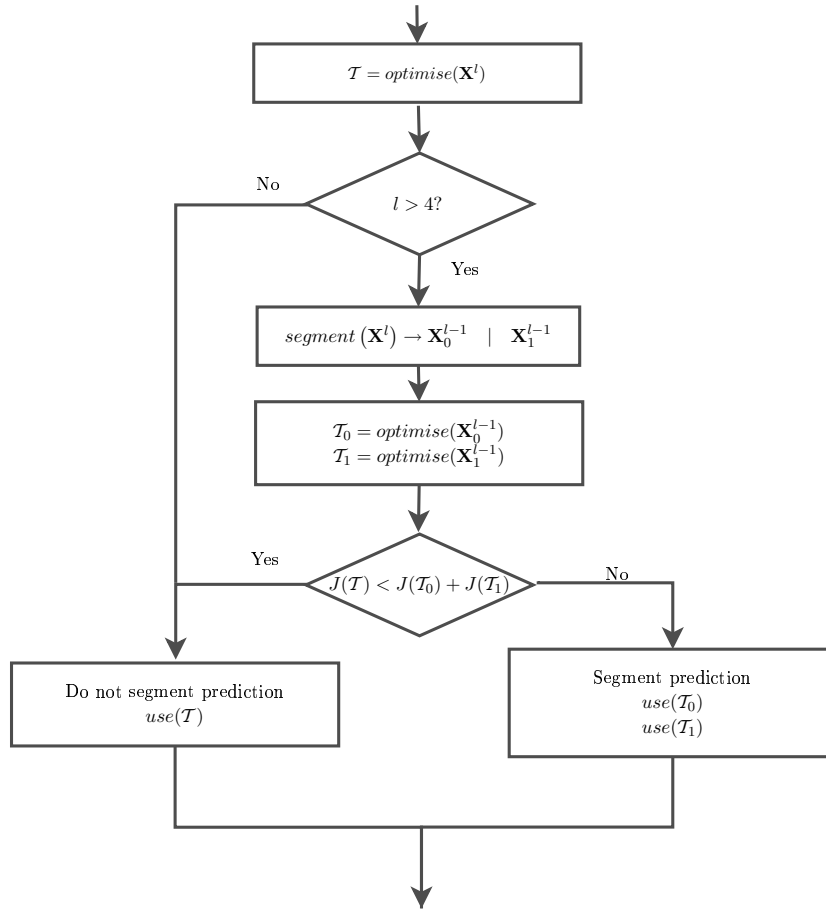 𝒯 = optimise(𝐗^l)
l > 4?
No
Yes
segment (𝐗^l) → 𝐗_0^{l−1} | 𝐗_1^{l−1}
𝒯_0 = optimise(𝐗_0^{l−1})
𝒯_1 = optimise(𝐗_1^{l−1})
Yes
J(𝒯) < J(𝒯_0) + J(𝒯_1)
No
Do not segment prediction
use(𝒯)
Segment prediction
use(𝒯_0)
use(𝒯_1)